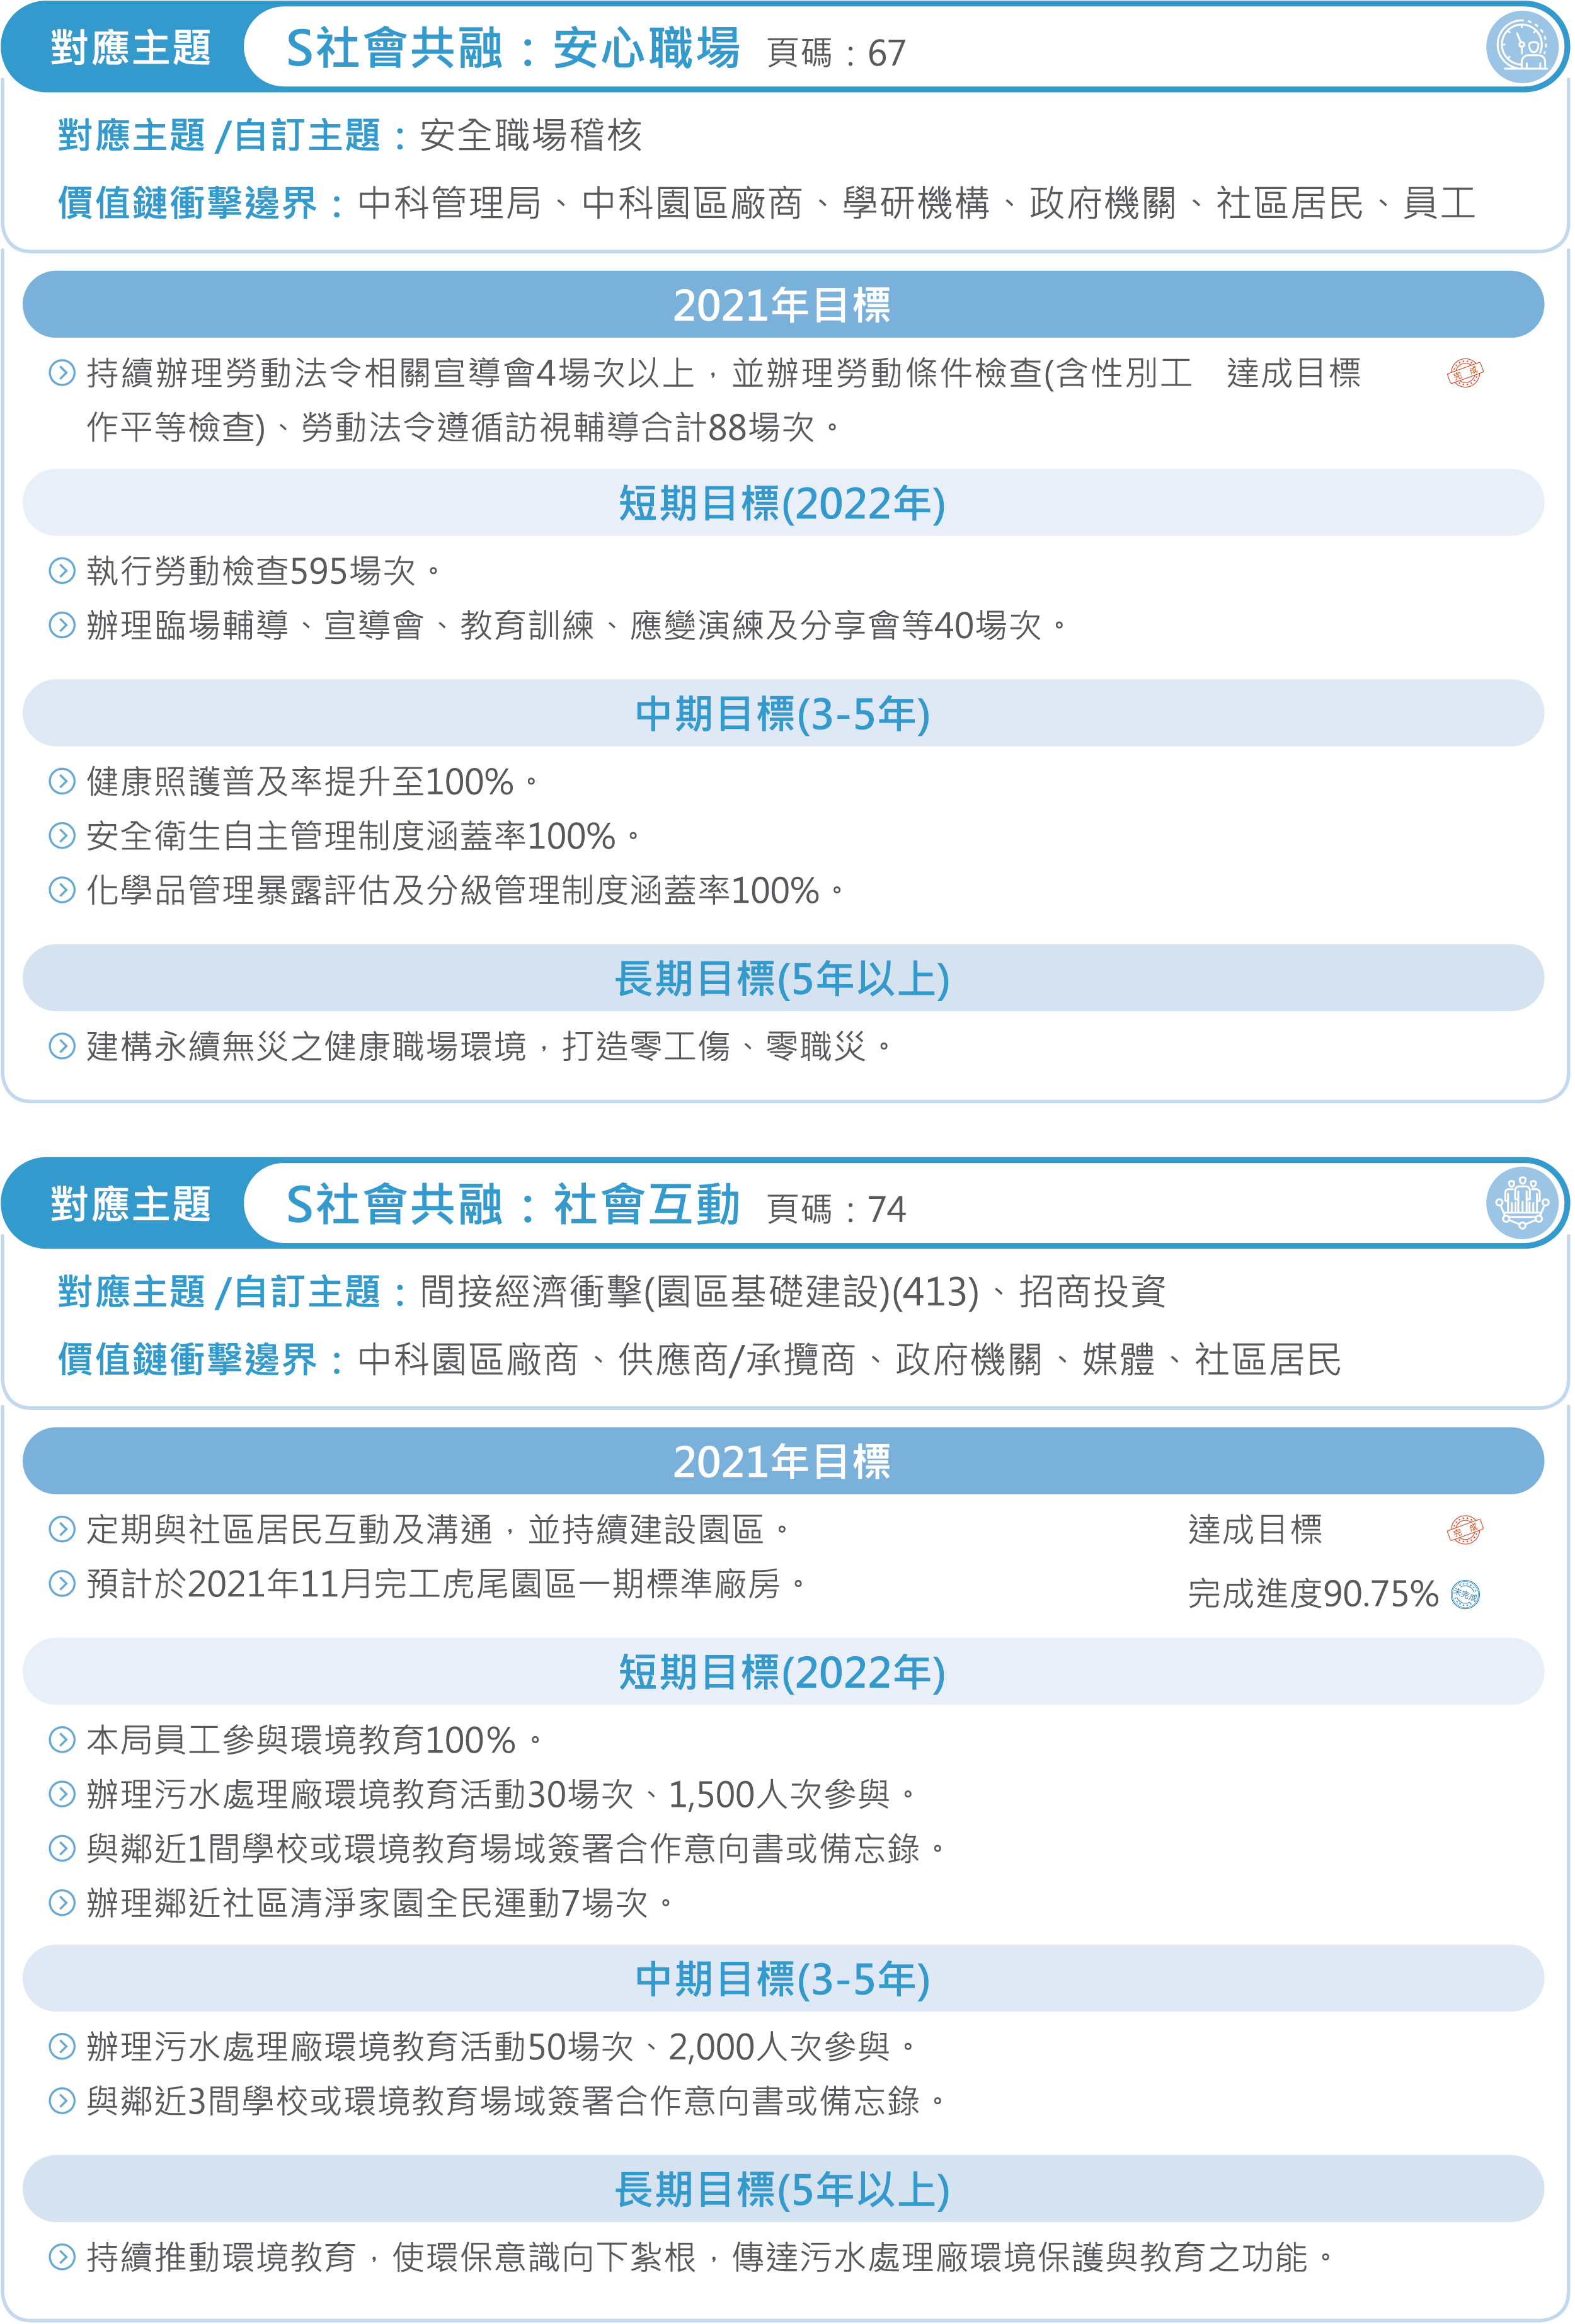 對應主題 S社會共融：安心職場 頁碼：67
對應主題/自訂主題：安全職場稽核
價值鏈衝擊邊界：中科管理局、中科園區廠商、學研機構、政府機關、社區居民、員工
2021年目標
持續辦理勞動法令相關宣導會4場次以上，並辦理勞動條件檢查(含性別工 達成目標 完成
作平等檢查)、勞動法令遵循訪視輔導合計88場次。
短期目標(2022年)
執行勞動檢查595場次。
辦理臨場輔導、宣導會、教育訓練、應變演練及分享會等40場次。
中期目標(3-5年)
健康照護普及率提升至100%。
安全衛生自主管理制度涵蓋率100%。
化學品管理暴露評估及分級管理制度涵蓋率100%。
長期目標(5年以上)
建構永續無災之健康職場環境，打造零工傷、零職災。
對應主題 S社會共融：社會互動 頁碼：74
對應主題/自訂主題：間接經濟衝擊(園區基礎建設)(413)、招商投資
價值鏈衝擊邊界：中科園區廠商、供應商/承攬商、政府機關、媒體、社區居民
2021年目標
定期與社區居民互動及溝通，並持續建設園區。 達成目標 完成
預計於2021年11月完工虎尾園區一期標準廠房。 完成進度90.75% 未完成
短期目標(2022年)
本局員工參與環境教育100%。
辦理污水處理廠環境教育活動30場次、1,500人次參與。
與鄰近1間學校或環境教育場域簽署合作意向書或備忘錄。
辦理鄰近社區清淨家園全民運動7場次。
中期目標(3-5年)
辦理污水處理廠環境教育活動50場次、2,000人次參與。
與鄰近3間學校或環境教育場域簽署合作意向書或備忘錄。
長期目標(5年以上)
持續推動環境教育，使環保意識向下紮根，傳達污水處理廠環境保護與教育之功能。